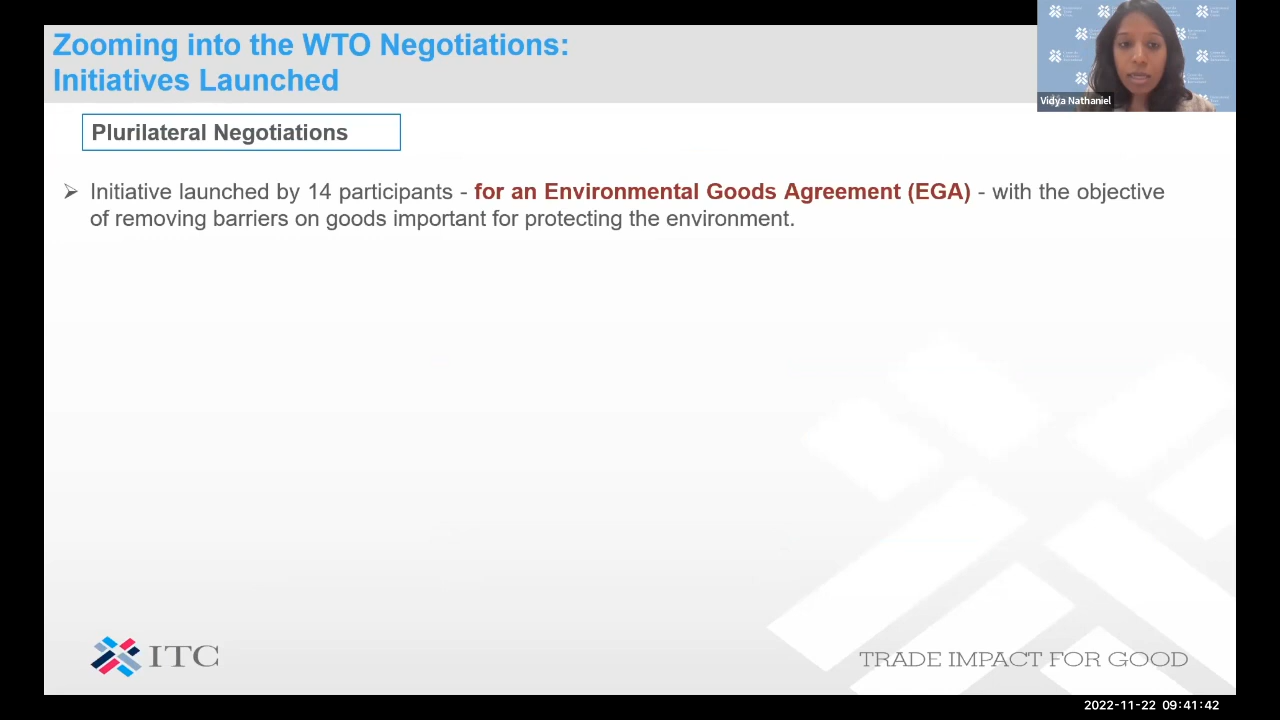 Zooming into the WTO Negotiations:
Initiatives Launched
Vidya Nathaniel
Plurilateral Negotiations
➢ Initiative launched by 14 participants - for an Environmental Goods Agreement (EGA) - with the objective
of removing barriers on goods important for protecting the environment.
ITC
TRADE IMPACT FOR GOOD
2022-11-22 09:41:42